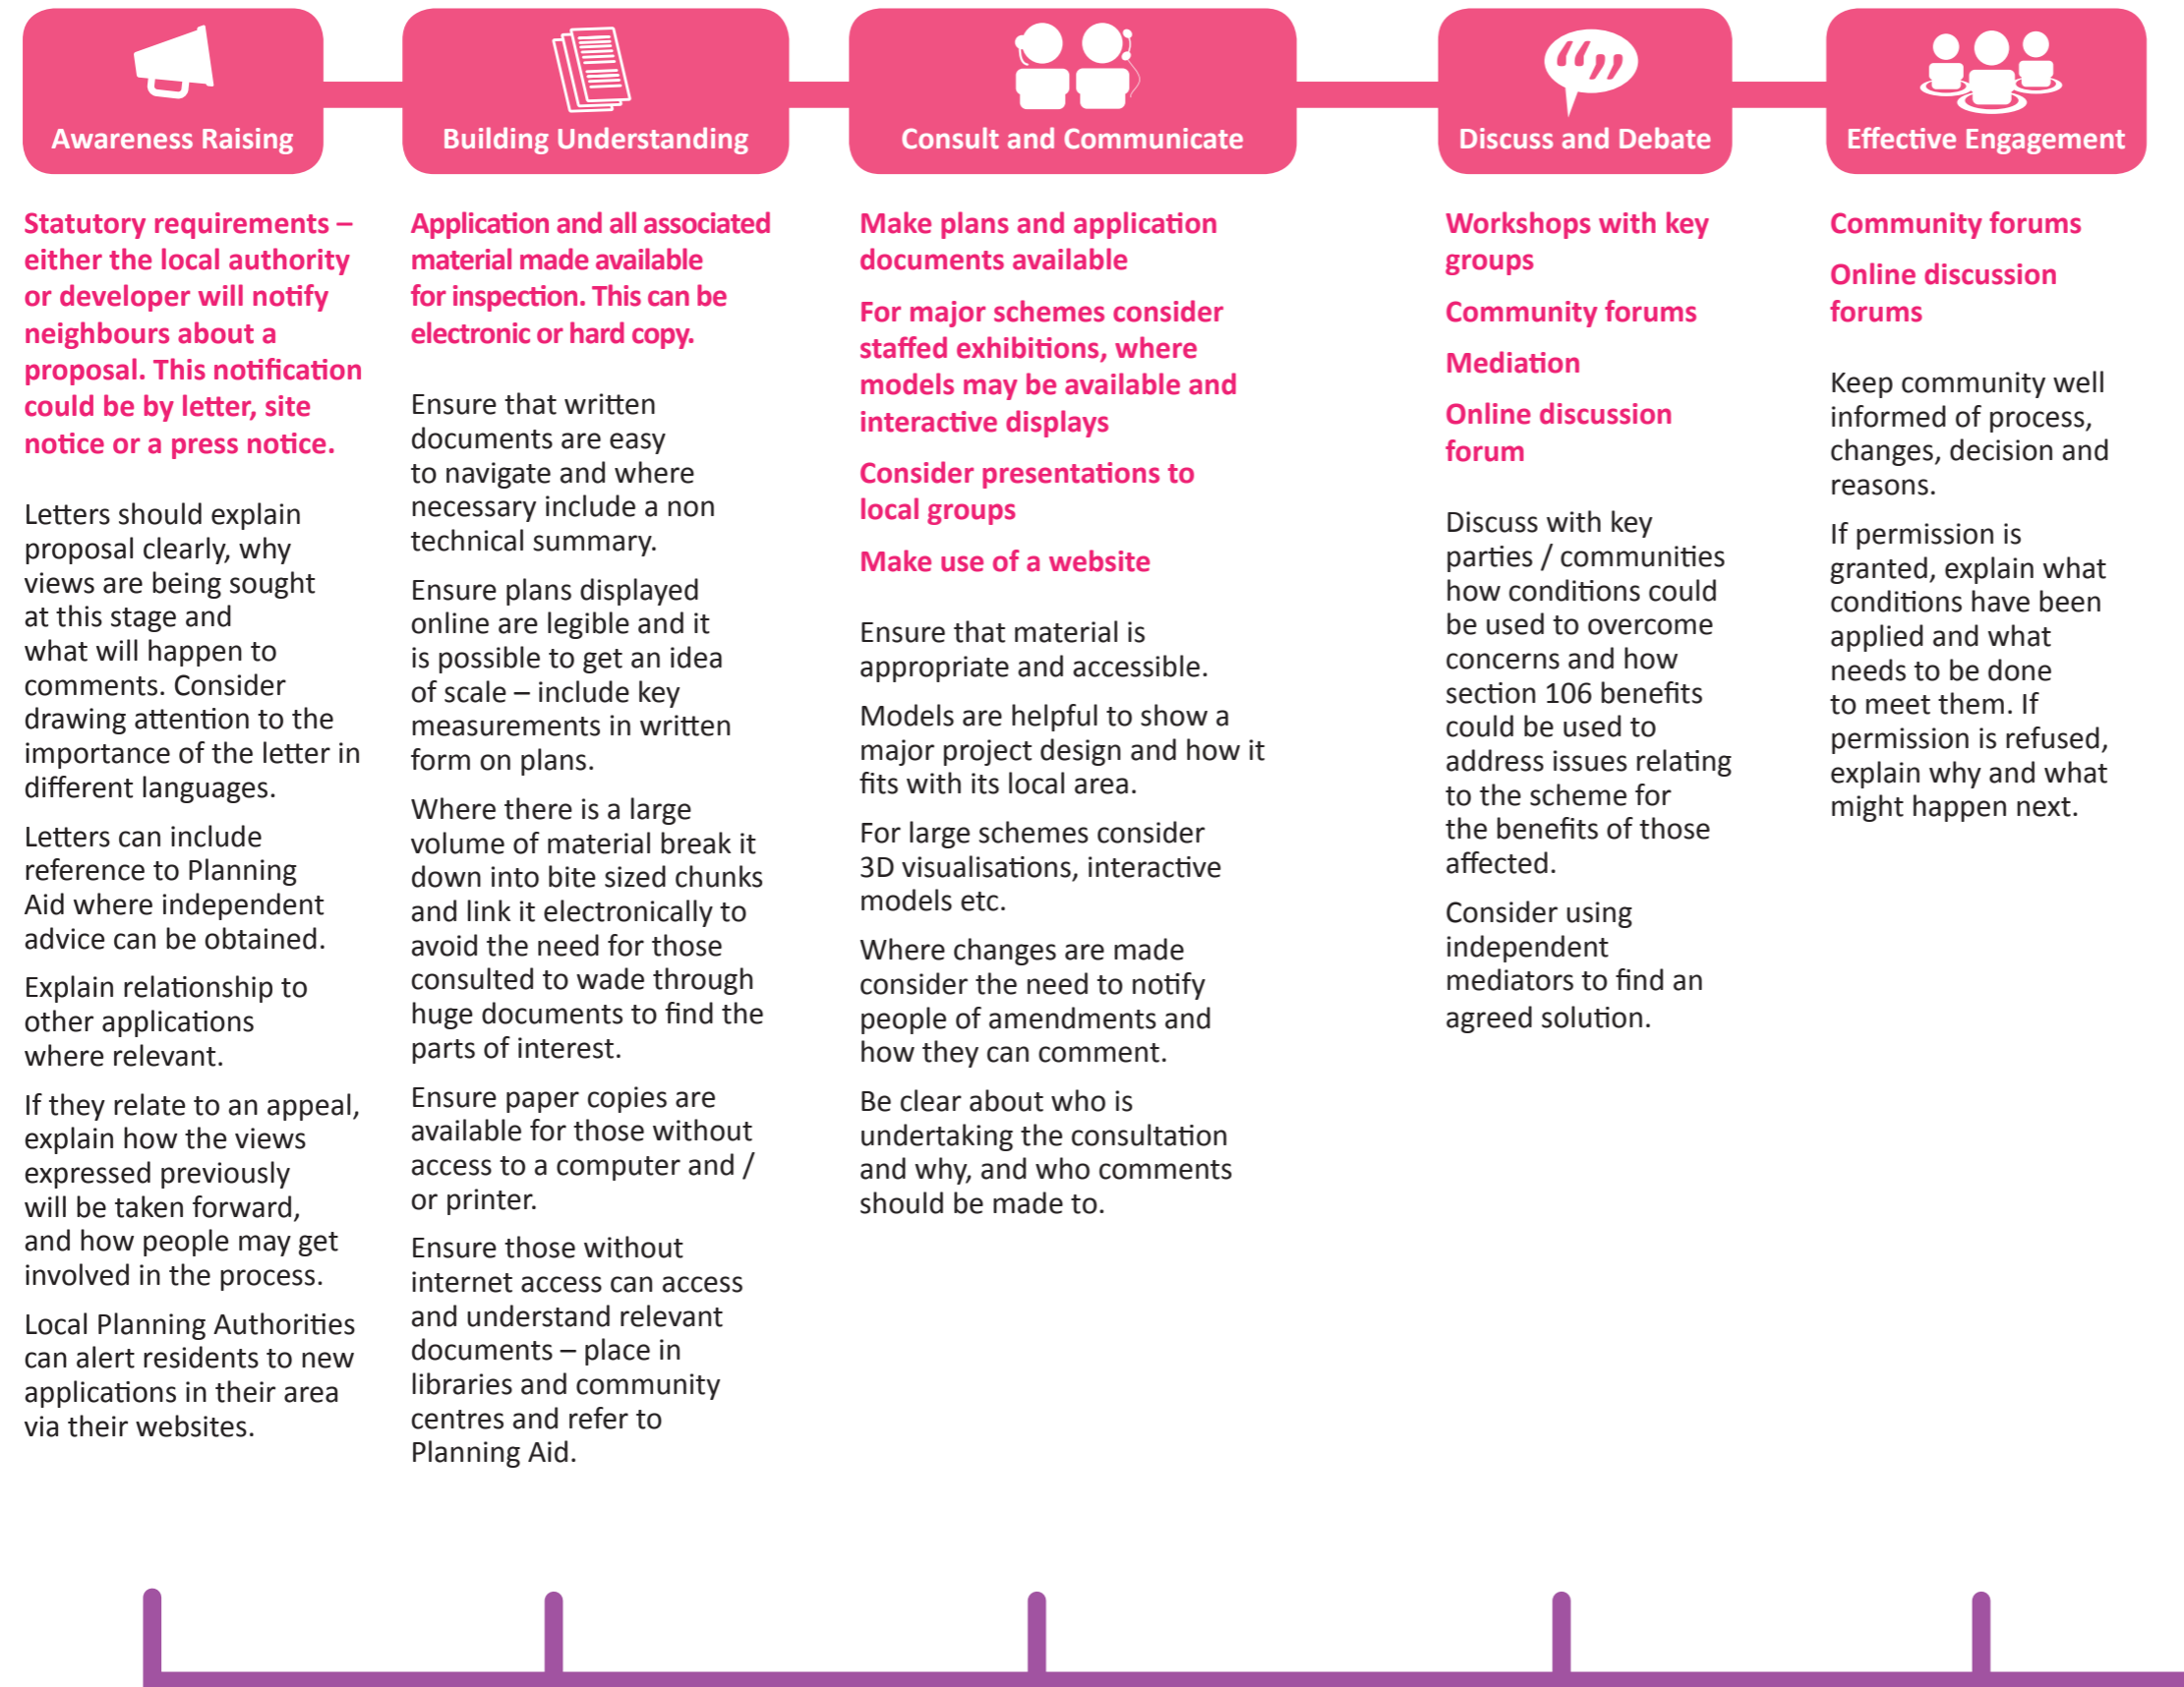 Awareness Raising
Statutory requirements –
either the local authority
or developer will notify
neighbours about a
proposal. This notification
could be by letter, site
notice or a press notice.
Letters should explain
proposal clearly, why
views are being sought
at this stage and
what will happen to
comments. Consider
drawing attention to the
importance of the letter in
different languages.
Letters can include
reference to Planning
Aid where independent
advice can be obtained.
Explain relationship to
other applications
where relevant.
If they relate to an appeal,
explain how the views
expressed previously
will be taken forward,
and how people may get
involved in the process.
Local Planning Authorities
can alert residents to new
applications in their area
via their websites.
Building Understanding
Application and all associated
material made available
for inspection. This can be
electronic or hard copy.
Ensure that written
documents are easy
to navigate and where
necessary include a non
technical summary.
Ensure plans displayed
online are legible and it
is possible to get an idea
of scale – include key
measurements in written
form on plans.
Where there is a large
volume of material break it
down into bite sized chunks
and link it electronically to
avoid the need for those
consulted to wade through
huge documents to find the
parts of interest.
Ensure paper copies are
available for those without
access to a computer and /
or printer.
Ensure those without
internet access can access
and understand relevant
documents – place in
libraries and community
centres and refer to
Planning Aid.
Consult and Communicate
Make plans and application
documents available
For major schemes consider
staffed exhibitions, where
models may be available and
interactive displays
Consider presentations to
local groups
Make use of a website
Ensure that material is
appropriate and accessible.
Models are helpful to show a
major project design and how it
fits with its local area.
For large schemes consider
3D visualisations, interactive
models etc.
Where changes are made
consider the need to notify
people of amendments and
how they can comment.
Be clear about who is
undertaking the consultation
and why, and who comments
should be made to.
Discuss and Debate
Workshops with key
groups
Community forums
Mediation
Online discussion
forum
Discuss with key
parties / communities
how conditions could
be used to overcome
concerns and how
section 106 benefits
could be used to
address issues relating
to the scheme for
the benefits of those
affected.
Consider using
independent
mediators to find an
agreed solution.
Effective Engagement
Community forums
Online discussion
forums
Keep community well
informed of process,
changes, decision and
reasons.
If permission is
granted, explain what
conditions have been
applied and what
needs to be done
to meet them. If
permission is refused,
explain why and what
might happen next.